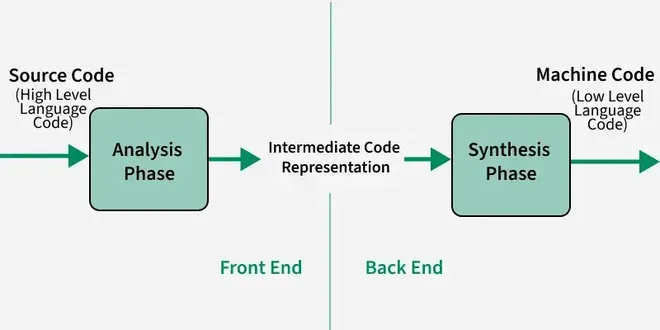 Source Code
(High Level
Language
Code)
Analysis
Phase
Intermediate Code
Representation
Synthesis
Phase
Machine Code
(Low Level
Language
Code)
Front End
Back End